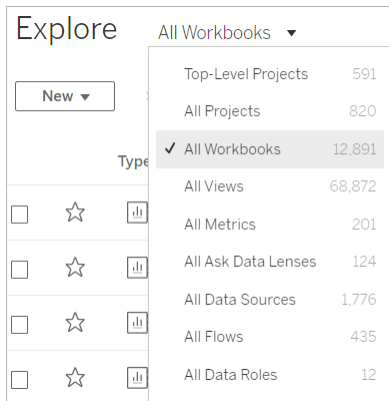 Explore All Workbooks
Top-Level Projects 591
New
All Projects 820
All Workbooks 12,891
Type
All Views 68,872
All Metrics 201
All Ask Data Lenses 124
All Data Sources 1,776
All Flows 435
All Data Roles 12